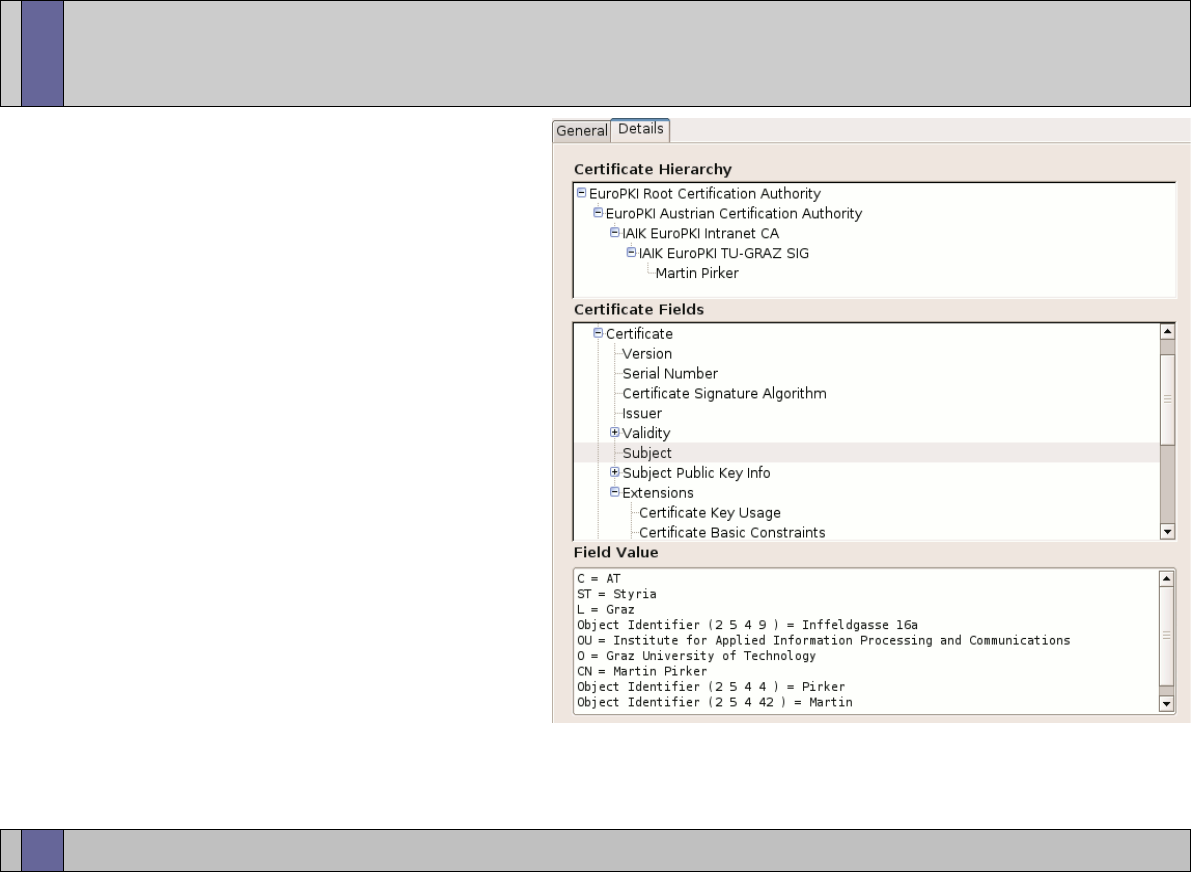 General Details
Certificate Hierarchy
EuroPKI Root Certification Authority
EuroPKI Austrian Certification Authority
IAIK EuroPKI Intranet CA
IAIK EuroPKI TU-GRAZ SIG
Martin Pirker
Certificate Fields
Certificate
Version
Serial Number
Certificate Signature Algorithm
Issuer
Validity
Subject
Subject Public Key Info
Extensions
Certificate Key Usage
Certificate Basic Constraints
Field Value
C = AT
ST = Styria
L = Graz
Object Identifier (2 5 4 9 ) = Inffeldgasse 16a
OU = Institute for Applied Information Processing and Communications
O = Graz University of Technology
CN = Martin Pirker
Object Identifier (2 5 4 4 ) = Pirker
Object Identifier (2 5 4 42 ) = Martin